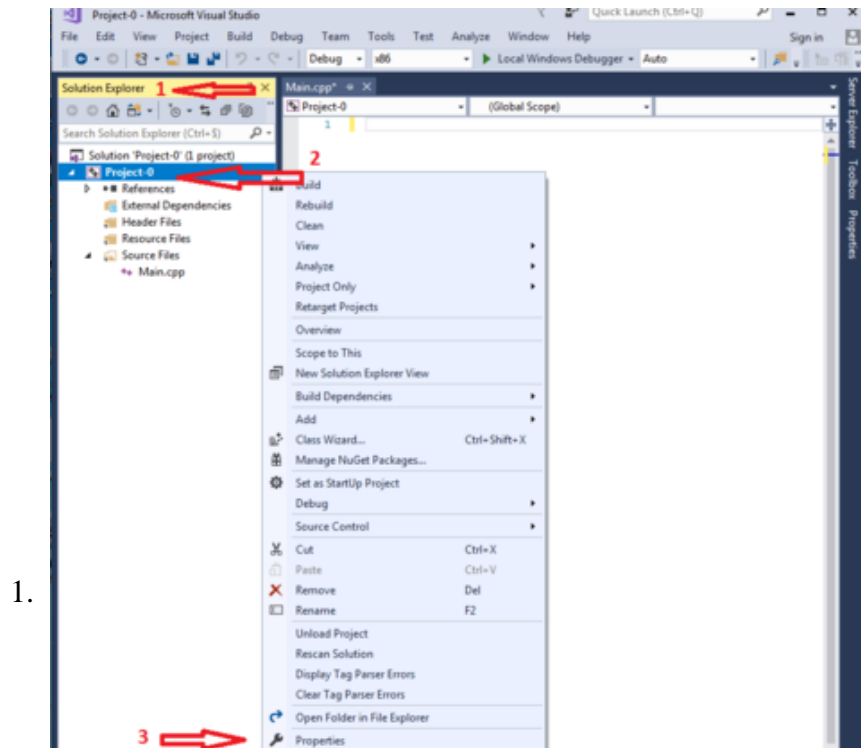 Project-0 - Microsoft Visual Studio
Quick Launch (Ctrl+Q)
File Edit View Project Build Debug Team Tools Test Analyze Window Help Sign in
Debug x86 Local Windows Debugger Auto
Solution Explorer 1 Main.cpp*
Project-0 (Global Scope)
Search Solution Explorer (Ctrl+$) 1
Solution 'Project-0' (1 project) 2
Project-0
References Build
External Dependencies Rebuild
Header Files Clean
Resource Files View
Source Files Analyze
Main.cpp
Project Only
Retarget Projects
Overview
Scope to This
New Solution Explorer View
Build Dependencies
Add
Class Wizard... Ctrl+Shift+X
Manage NuGet Packages...
Set as StartUp Project
Debug
Source Control
Cut Ctrl+X
Paste Ctrl+V
1. Remove Del
Rename F2
Unload Project
Rescan Solution
Display Tag Parser Errors
Clear Tag Parser Errors
Open Folder in File Explorer
3 Properties
Server Explorer Toolbox Properties